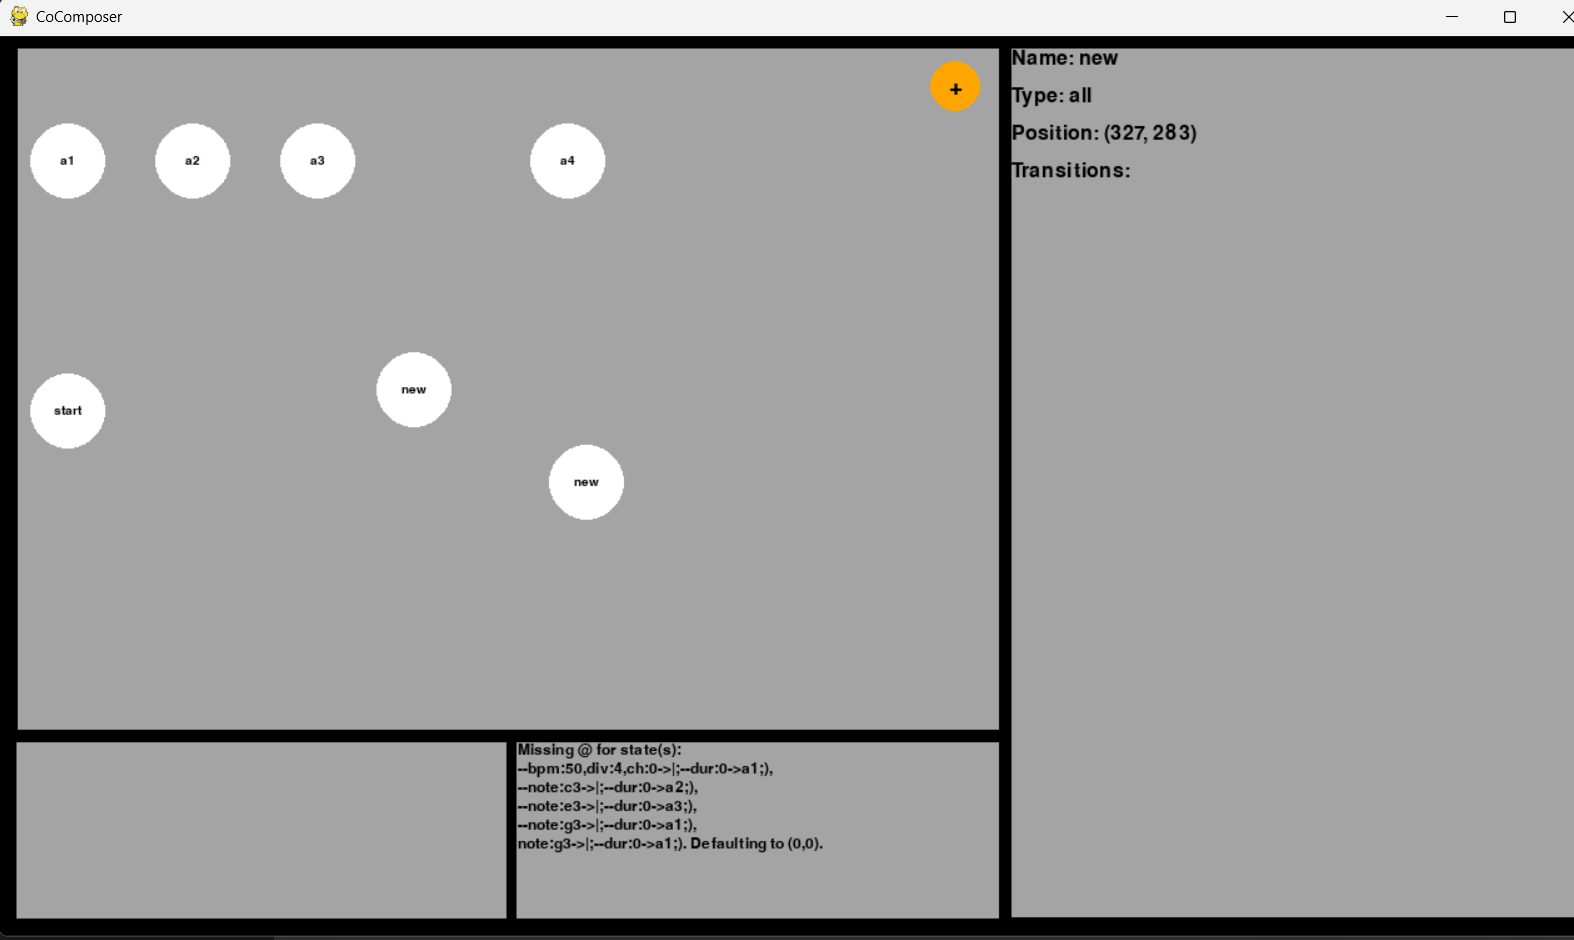 CoComposer
+
a1
a2
a3
a4
start
new
new
Name: new
Type: all
Position: (327, 283)
Transitions:
Missing @ for state(s):
--bpm:50,div:4,ch:0->|;--dur:0->a1;),
--note:c3->|;--dur:0->a2;),
--note:e3->|;--dur:0->a3;),
--note:g3->|;--dur:0->a1;),
note:g3->|;--dur:0->a1;). Defaulting to (0,0).